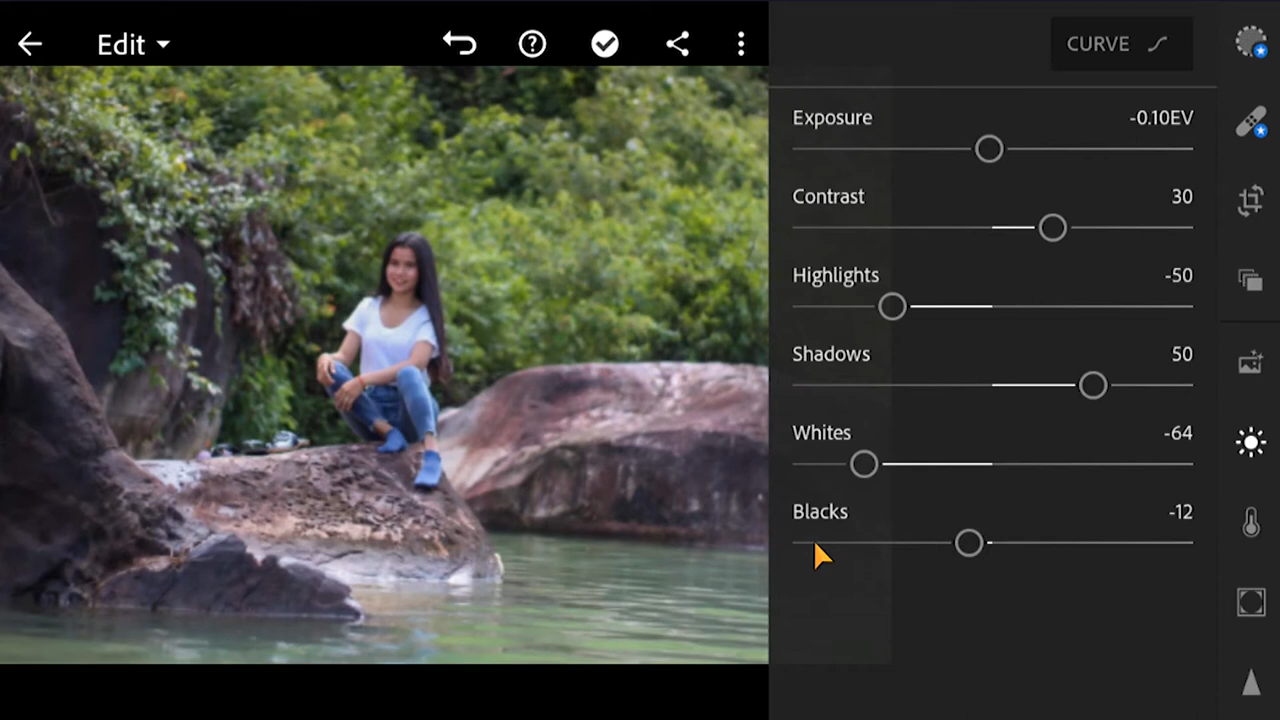 Edit
CURVE
Exposure -0.10EV
Contrast 30
Highlights -50
Shadows 50
Whites -64
Blacks -12